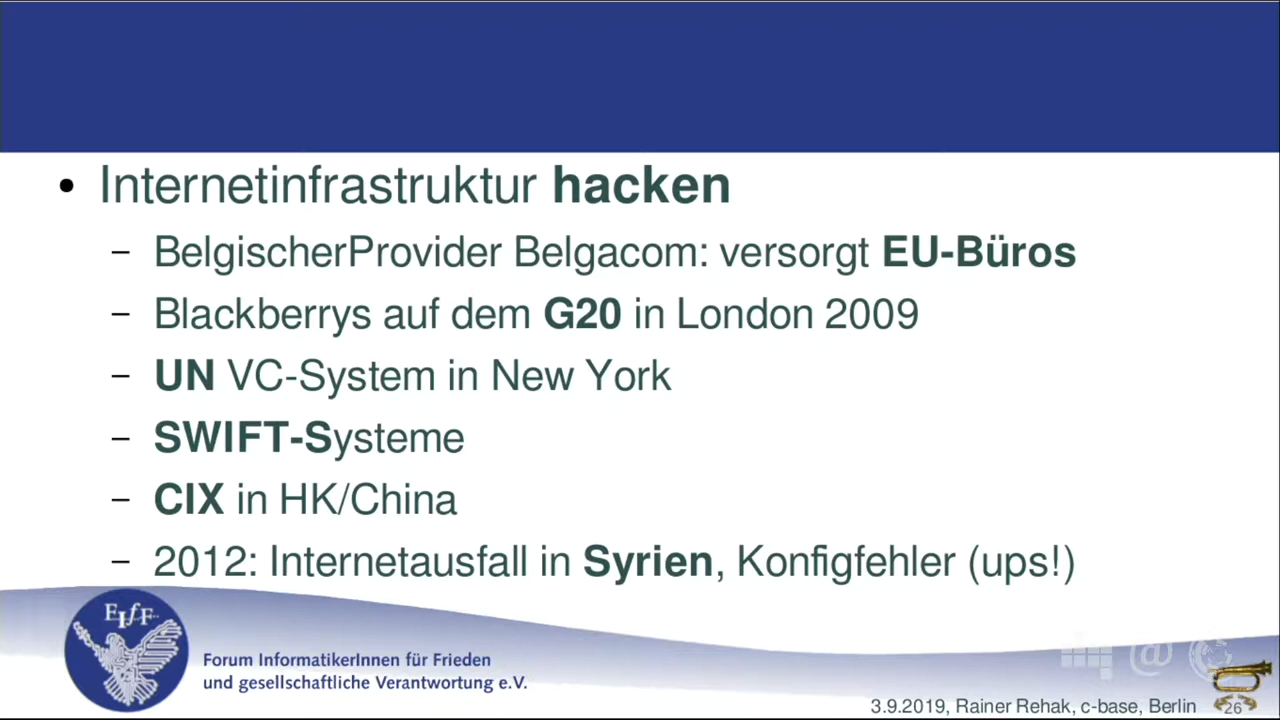 • Internetinfrastruktur hacken
– BelgischerProvider Belgacom: versorgt EU-Büros
– Blackberrys auf dem G20 in London 2009
– UN VC-System in New York
– SWIFT-Systeme
– CIX in HK/China
– 2012: Internetausfall in Syrien, Konfigfehler (ups!)
FIfF
Forum InformatikerInnen für Frieden
und gesellschaftliche Verantwortung e.V.
@
3.9.2019, Rainer Rehak, c-base, Berlin
26